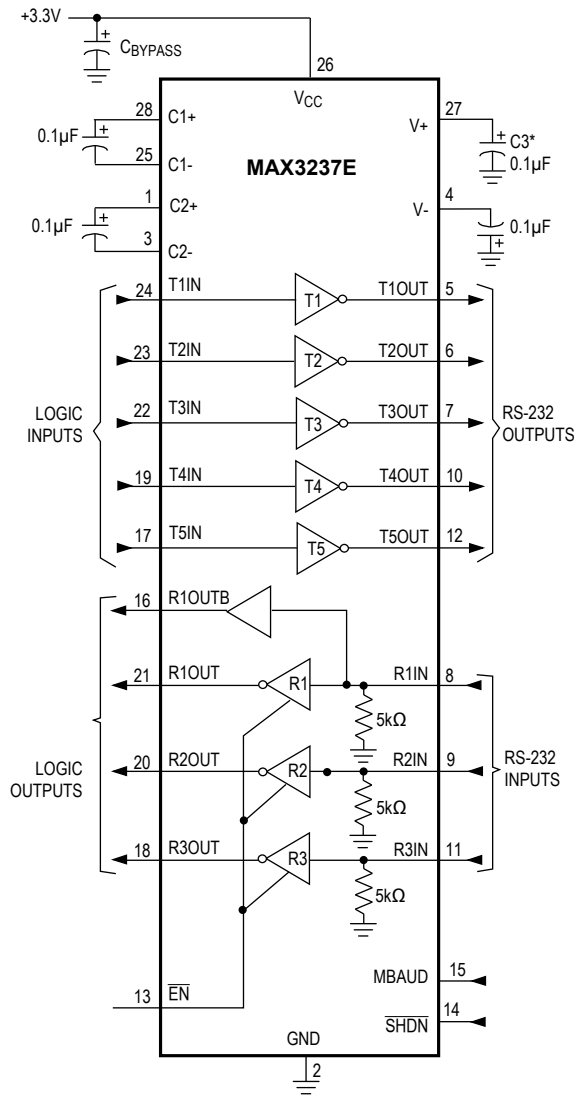 +3.3V
CBYPASS
26
VCC
28 C1+
0.1µF
25 C1-
1 C2+
0.1µF
3 C2-
MAX3237E
V+ 27
C3*
0.1µF
V- 4
0.1µF
24 T1IN T1 T1OUT 5
23 T2IN T2 T2OUT 6
LOGIC
INPUTS
22 T3IN T3 T3OUT 7
RS-232
OUTPUTS
19 T4IN T4 T4OUT 10
17 T5IN T5 T5OUT 12
16 R1OUTB
21 R1OUT R1 R1IN 8
5kΩ
LOGIC
OUTPUTS
20 R2OUT R2 R2IN 9
5kΩ
RS-232
INPUTS
18 R3OUT R3 R3IN 11
5kΩ
MBAUD 15
13 EN
SHDN 14
GND
2